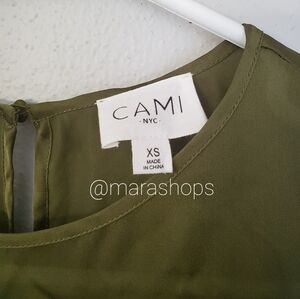 CAMI
-NYC-
XS
MADE
IN CHINA
@marashops